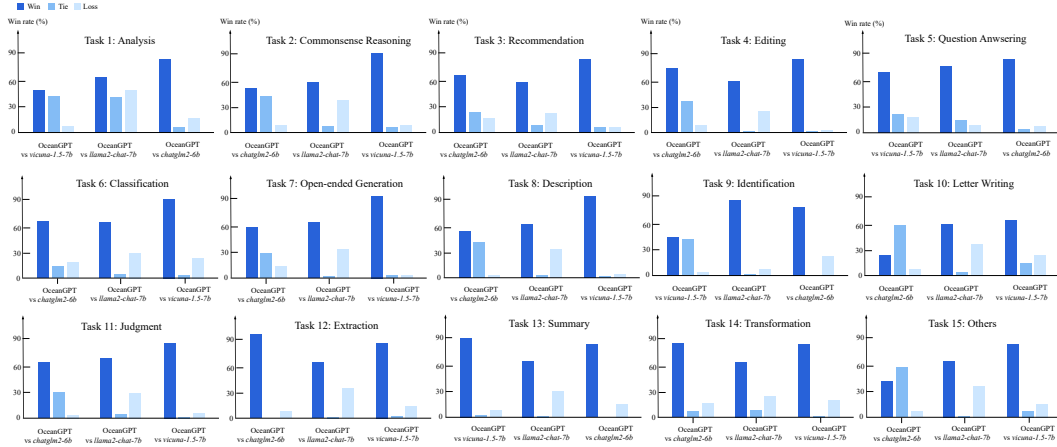 Win Tie Loss
Win rate (%) Win rate (%) Win rate (%) Win rate (%) Win rate (%)
Task 1: Analysis
90
60
30
0
OceanGPT OceanGPT OceanGPT
vs vicuna-1.5-7b vs llama2-chat-7b vs chatglm2-6b
Task 2: Commonsense Reasoning
90
60
30
0
OceanGPT OceanGPT OceanGPT
vs chatglm2-6b vs llama2-chat-7b vs vicuna-1.5-7b
Task 3: Recommendation
90
60
30
0
OceanGPT OceanGPT OceanGPT
vs chatglm2-6b vs llama2-chat-7b vs vicuna-1.5-7b
Task 4: Editing
90
60
30
0
OceanGPT OceanGPT OceanGPT
vs chatglm2-6b vs llama2-chat-7b vs vicuna-1.5-7b
Task 5: Question Anwsering
90
60
30
0
OceanGPT OceanGPT OceanGPT
vs vicuna-1.5-7b vs llama2-chat-7b vs chatglm2-6b
Task 6: Classification
90
60
30
0
OceanGPT OceanGPT OceanGPT
vs chatglm2-6b vs llama2-chat-7b vs vicuna-1.5-7b
Task 7: Open-ended Generation
90
60
30
0
OceanGPT OceanGPT OceanGPT
vs chatglm2-6b vs llama2-chat-7b vs vicuna-1.5-7b
Task 8: Description
90
60
30
0
OceanGPT OceanGPT OceanGPT
vs chatglm2-6b vs llama2-chat-7b vs vicuna-1.5-7b
Task 9: Identification
90
60
30
0
OceanGPT OceanGPT OceanGPT
vs vicuna-1.5-7b vs llama2-chat-7b vs chatglm2-6b
Task 10: Letter Writing
90
60
30
0
OceanGPT OceanGPT OceanGPT
vs chatglm2-6b vs llama2-chat-7b vs vicuna-1.5-7b
Task 11: Judgment
90
60
30
0
OceanGPT OceanGPT OceanGPT
vs chatglm2-6b vs llama2-chat-7b vs vicuna-1.5-7b
Task 12: Extraction
90
60
30
0
OceanGPT OceanGPT OceanGPT
vs chatglm2-6b vs llama2-chat-7b vs vicuna-1.5-7b
Task 13: Summary
90
60
30
0
OceanGPT OceanGPT OceanGPT
vs vicuna-1.5-7b vs llama2-chat-7b vs chatglm2-6b
Task 14: Transformation
90
60
30
0
OceanGPT OceanGPT OceanGPT
vs chatglm2-6b vs llama2-chat-7b vs vicuna-1.5-7b
Task 15: Others
90
60
30
0
OceanGPT OceanGPT OceanGPT
vs chatglm2-6b vs llama2-chat-7b vs vicuna-1.5-7b